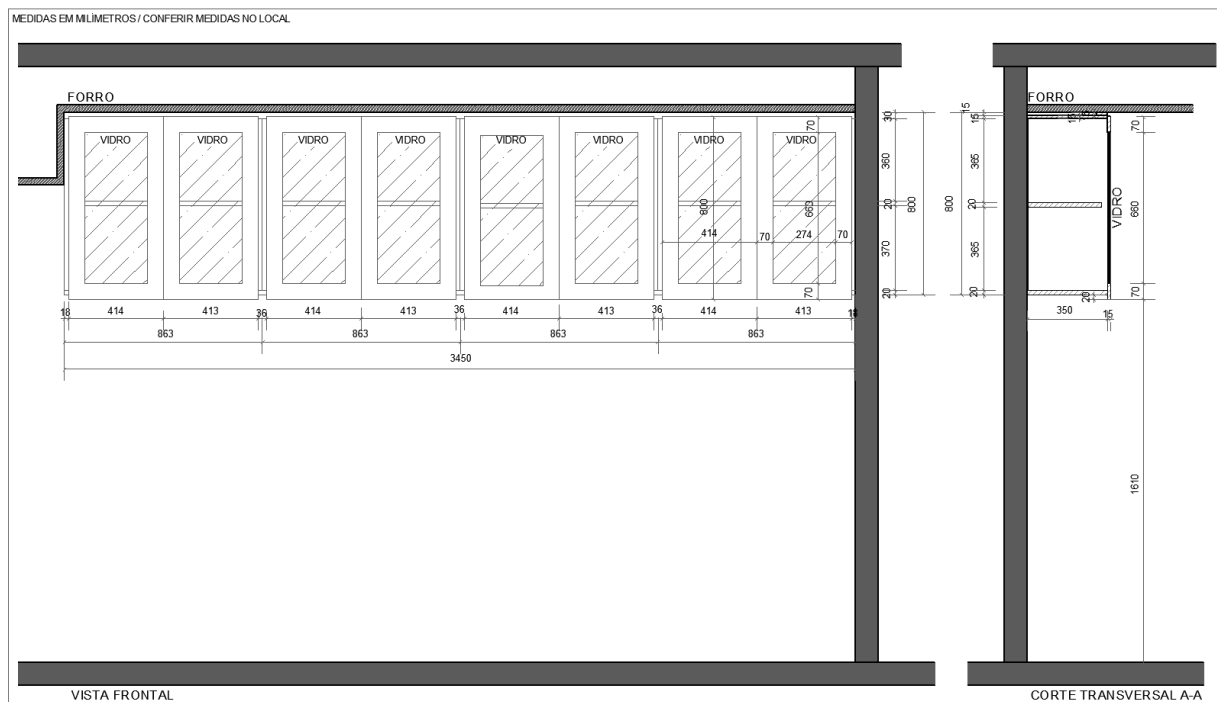 MEDIDAS EM MILÍMETROS / CONFERIR MEDIDAS NO LOCAL
FORRO
FORRO
VIDRO VIDRO VIDRO VIDRO VIDRO VIDRO VIDRO VIDRO
70 800 663 414 70 274 70 70
30 360 20 370 20 800
15 15 365 20 365 20 800
15 15 70 VIDRO 660 70 20
350 15
18 414 413 36 414 413 36 414 413 36 414 413 18
863 863 863 863
3450
1610
VISTA FRONTAL
CORTE TRANSVERSAL A-A